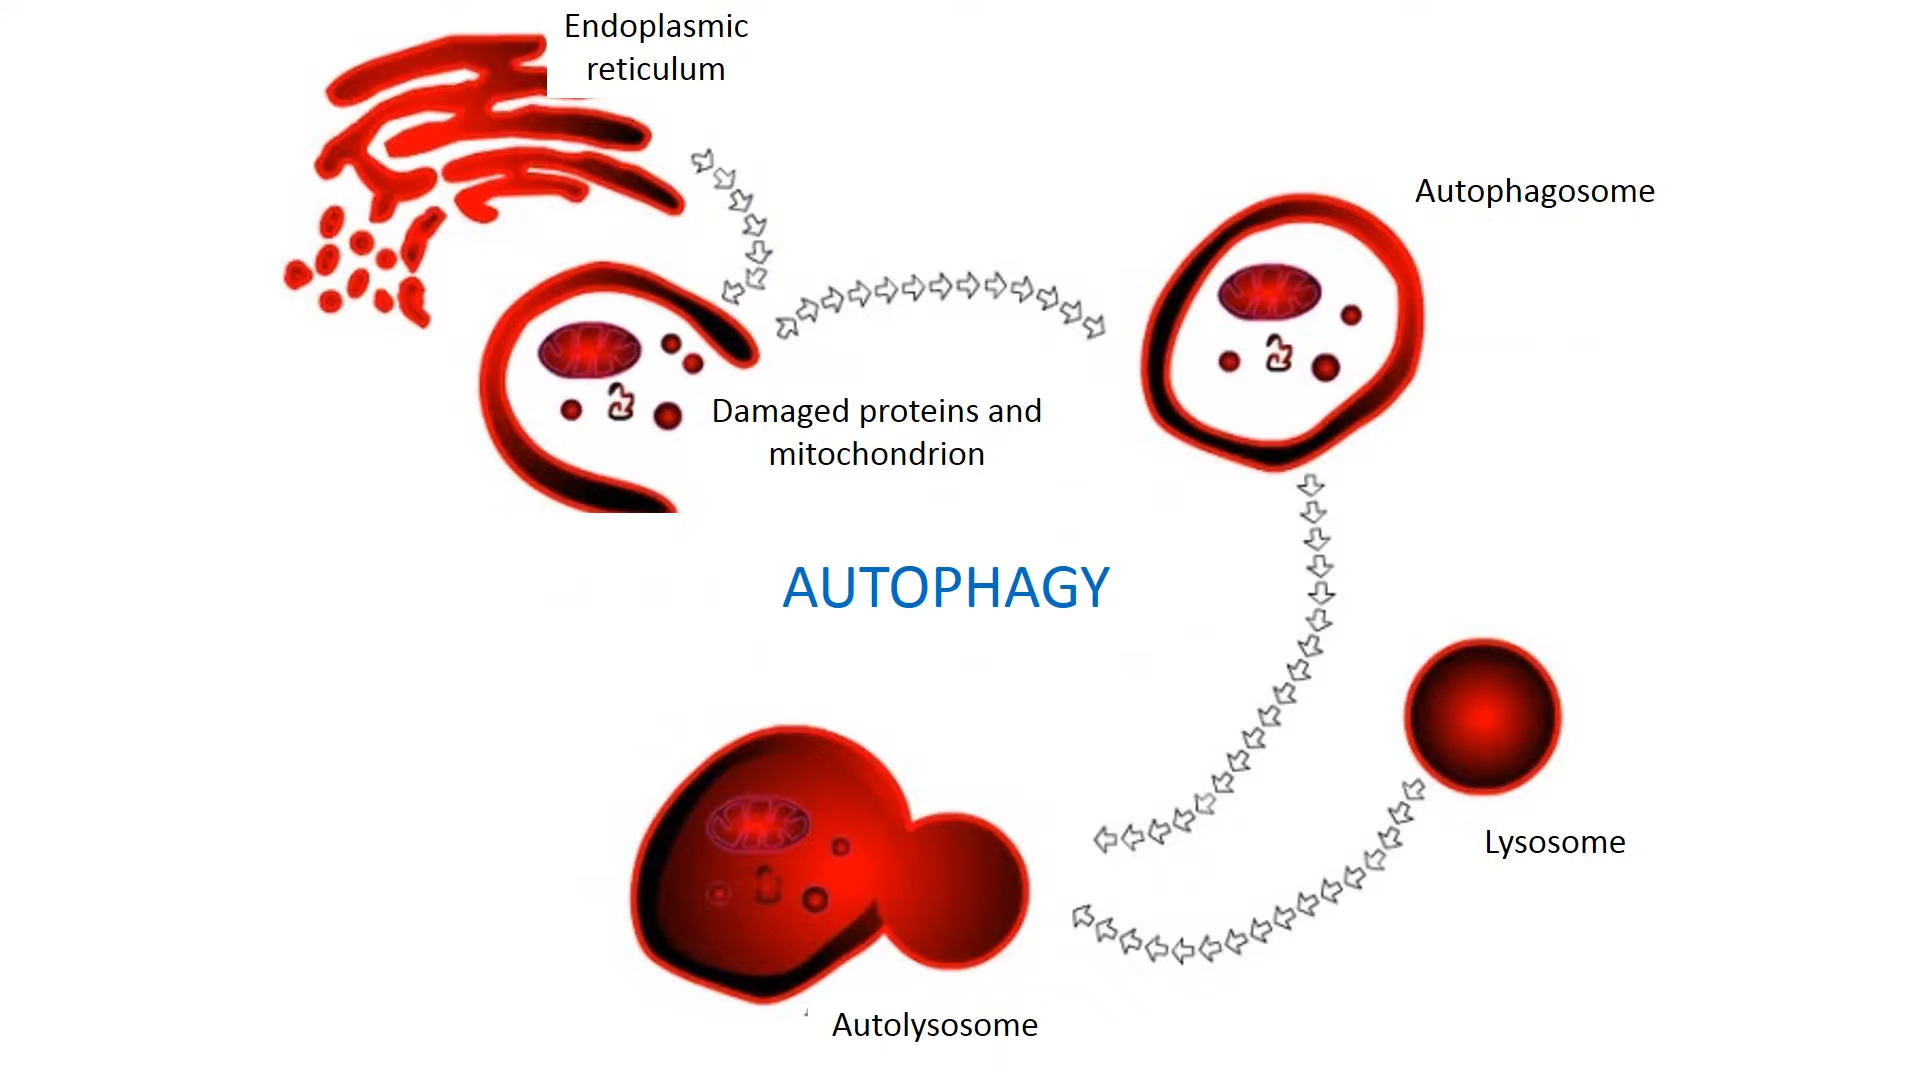 Endoplasmic
reticulum
Autophagosome
Damaged proteins and
mitochondrion
AUTOPHAGY
Lysosome
Autolysosome